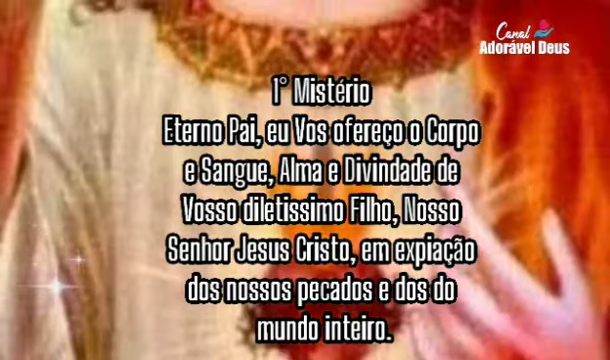 Canal
Adorável Deus
1° Mistério
Eterno Pai, eu Vos ofereço o Corpo
e Sangue, Alma e Divindade de
Vosso diletissimo Filho, Nosso
Senhor Jesus Cristo, em expiação
dos nossos pecados e dos do
mundo inteiro.